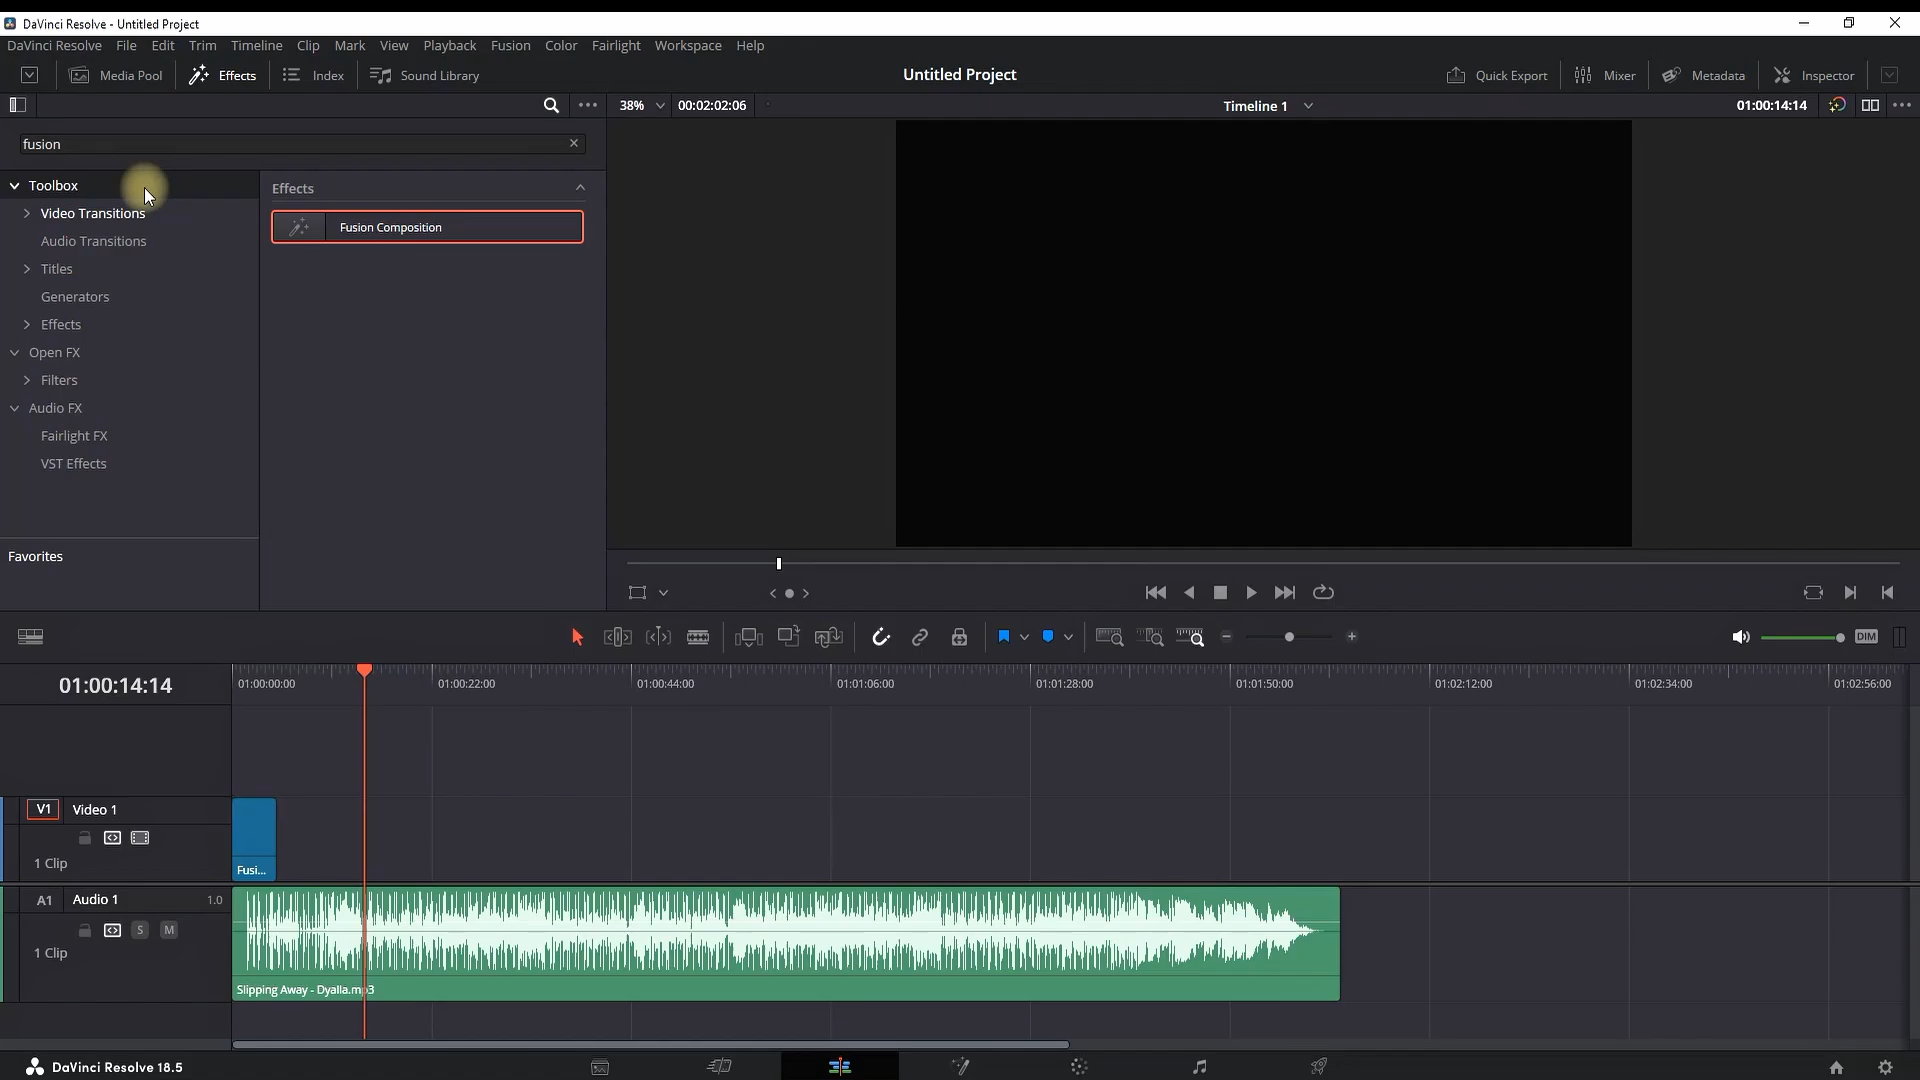 DaVinci Resolve - Untitled Project
DaVinci Resolve File Edit Trim Timeline Clip Mark View Playback Fusion Color Fairlight Workspace Help
Media Pool Effects Index Sound Library Untitled Project Quick Export Mixer Metadata Inspector
38% 00:02:02:06 Timeline 1 01:00:14:14
fusion
Toolbox
Video Transitions
Audio Transitions
Titles
Generators
Effects
Open FX
Filters
Audio FX
Fairlight FX
VST Effects
Favorites
Effects
Fusion Composition
DIM
01:00:14:14
01:00:00:00 01:00:22:00 01:00:44:00 01:01:06:00 01:01:28:00 01:01:50:00 01:02:12:00 01:02:34:00 01:02:56:00
V1 Video 1
1 Clip
Fusi...
A1 Audio 1 1.0
S M
1 Clip
Slipping Away - Dyalla.mp3
DaVinci Resolve 18.5